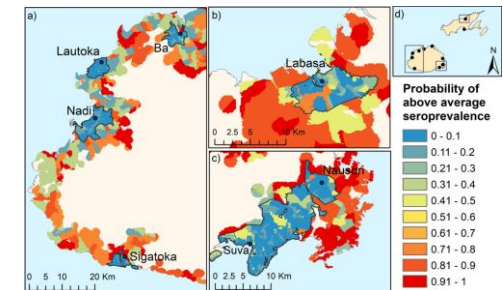 a)
Lautoka
Ba
Nadi
Sigatoka
0 5 10 20 Km
b)
Labasa
0 2.5 5 10 Km
c)
Nausori
Suva
0 2.5 5 10 Km
d)
N
Probability of
above average
seroprevalence
0 - 0.1
0.11 - 0.2
0.21 - 0.3
0.31 - 0.4
0.41 - 0.5
0.51 - 0.6
0.61 - 0.7
0.71 - 0.8
0.81 - 0.9
0.91 - 1